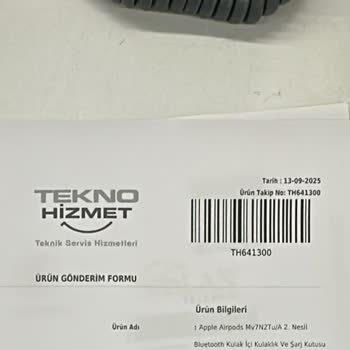 Tarih : 13-09-2025
Ürün Takip No: TH641300
TEKNO
HİZMET
Teknik Servis Hizmetleri
TH641300
ÜRÜN GÖNDERİM FORMU
Ürün Bilgileri
Ürün Adı
: Apple Airpods Mv7N2Tu/A 2. Nesil
Bluetooth Kulak İçi Kulaklık Ve Şarj Kutusu